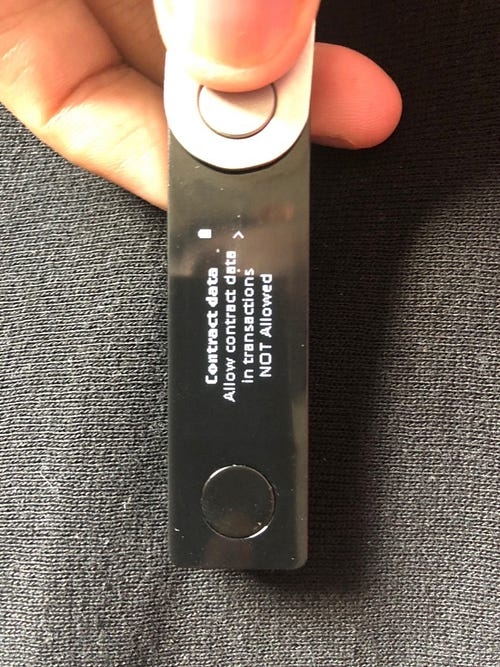 Contract data
Allow contract data
in transactions
NOT Allowed